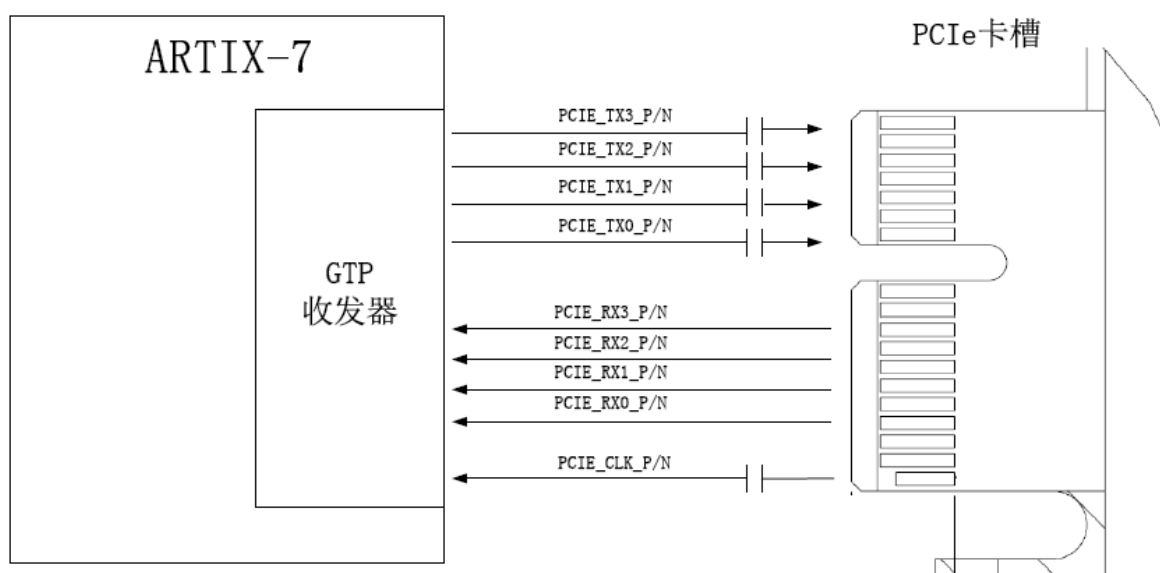 ARTIX-7
PCIe卡槽
PCIE_TX3_P/N
PCIE_TX2_P/N
PCIE_TX1_P/N
PCIE_TX0_P/N
GTP
收发器
PCIE_RX3_P/N
PCIE_RX2_P/N
PCIE_RX1_P/N
PCIE_RX0_P/N
PCIE_CLK_P/N